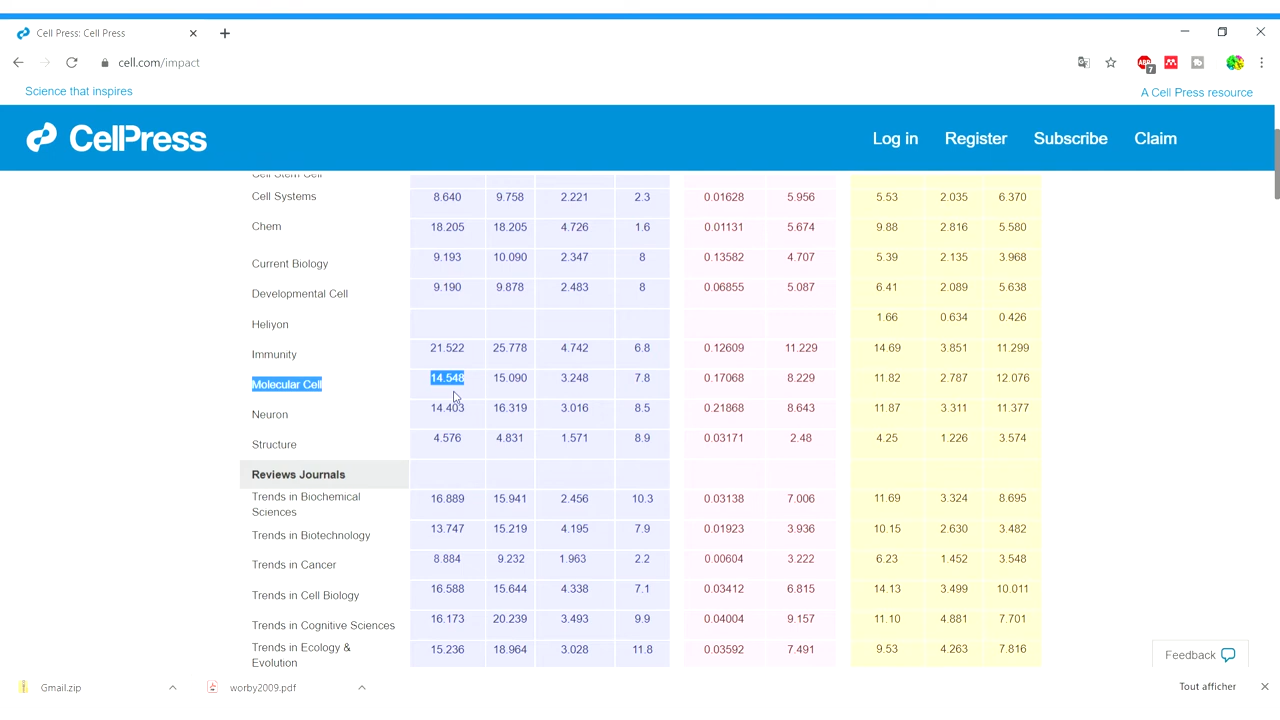 Cell Press: Cell Press
cell.com/impact
ABP
7
Science that inspires
A Cell Press resource
CellPress
Log in Register Subscribe Claim
Cell Stem Cell
Cell Systems 8.640 9.758 2.221 2.3 0.01628 5.956 5.53 2.035 6.370
Chem 18.205 18.205 4.726 1.6 0.01131 5.674 9.88 2.816 5.580
Current Biology 9.193 10.090 2.347 8 0.13582 4.707 5.39 2.135 3.968
Developmental Cell 9.190 9.878 2.483 8 0.06855 5.087 6.41 2.089 5.638
Heliyon 1.66 0.634 0.426
Immunity 21.522 25.778 4.742 6.8 0.12609 11.229 14.69 3.851 11.299
Molecular Cell 14.548 15.090 3.248 7.8 0.17068 8.229 11.82 2.787 12.076
Neuron 14.403 16.319 3.016 8.5 0.21868 8.643 11.87 3.311 11.377
Structure 4.576 4.831 1.571 8.9 0.03171 2.48 4.25 1.226 3.574
Reviews Journals
Trends in Biochemical
Sciences 16.889 15.941 2.456 10.3 0.03138 7.006 11.69 3.324 8.695
Trends in Biotechnology 13.747 15.219 4.195 7.9 0.01923 3.936 10.15 2.630 3.482
Trends in Cancer 8.884 9.232 1.963 2.2 0.00604 3.222 6.23 1.452 3.548
Trends in Cell Biology 16.588 15.644 4.338 7.1 0.03412 6.815 14.13 3.499 10.011
Trends in Cognitive Sciences 16.173 20.239 3.493 9.9 0.04004 9.157 11.10 4.881 7.701
Trends in Ecology &
Evolution 15.236 18.964 3.028 11.8 0.03592 7.491 9.53 4.263 7.816
Feedback
Gmail.zip worby2009.pdf Tout afficher